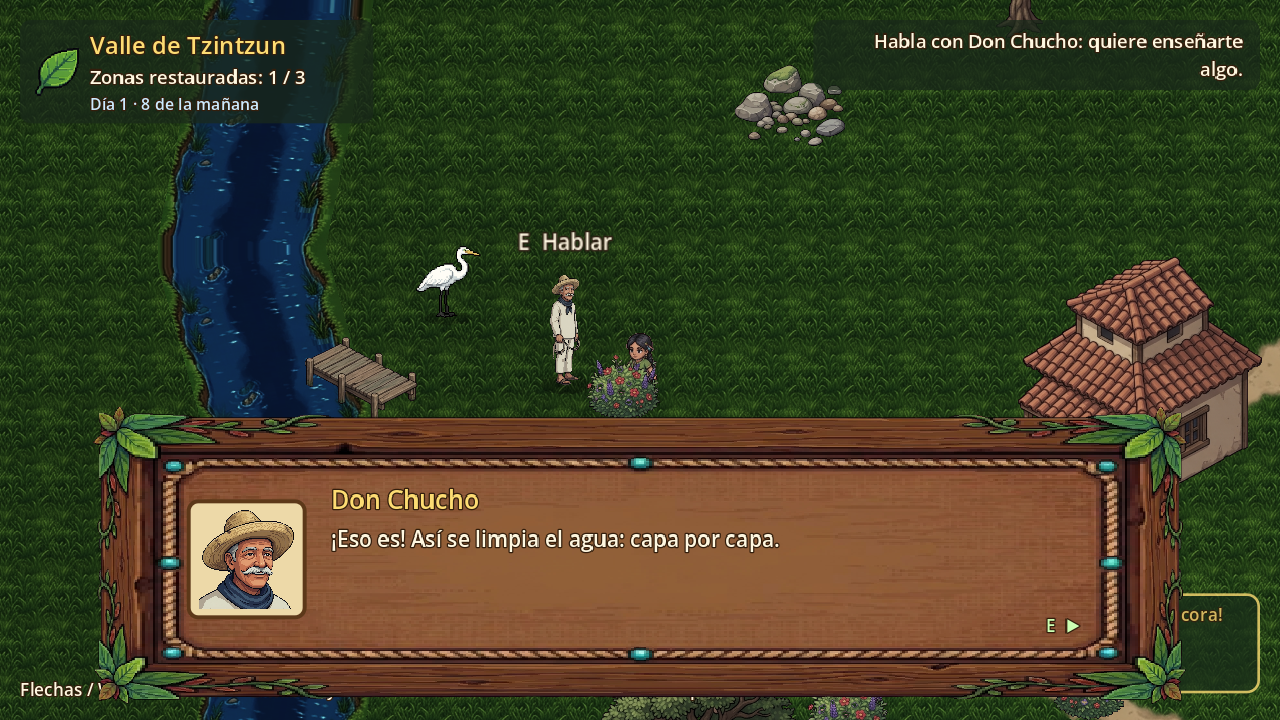 Valle de Tzintzun
Zonas restauradas: 1 / 3
Día 1 · 8 de la mañana
Habla con Don Chucho: quiere enseñarte
algo.
E Hablar
Don Chucho
¡Eso es! Así se limpia el agua: capa por capa.
E
cora!
Flechas /